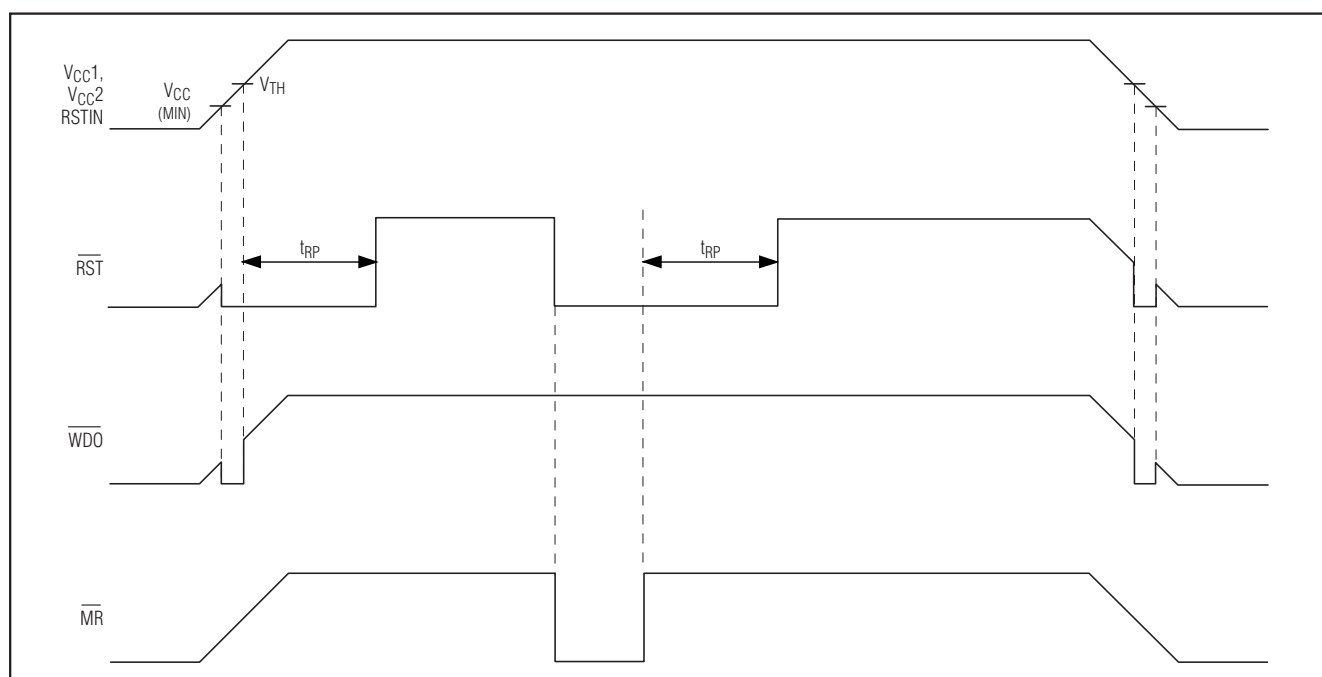 VCC1,
VCC2
RSTIN
VCC
(MIN)
VTH
RST
tRP
tRP
WDO
MR